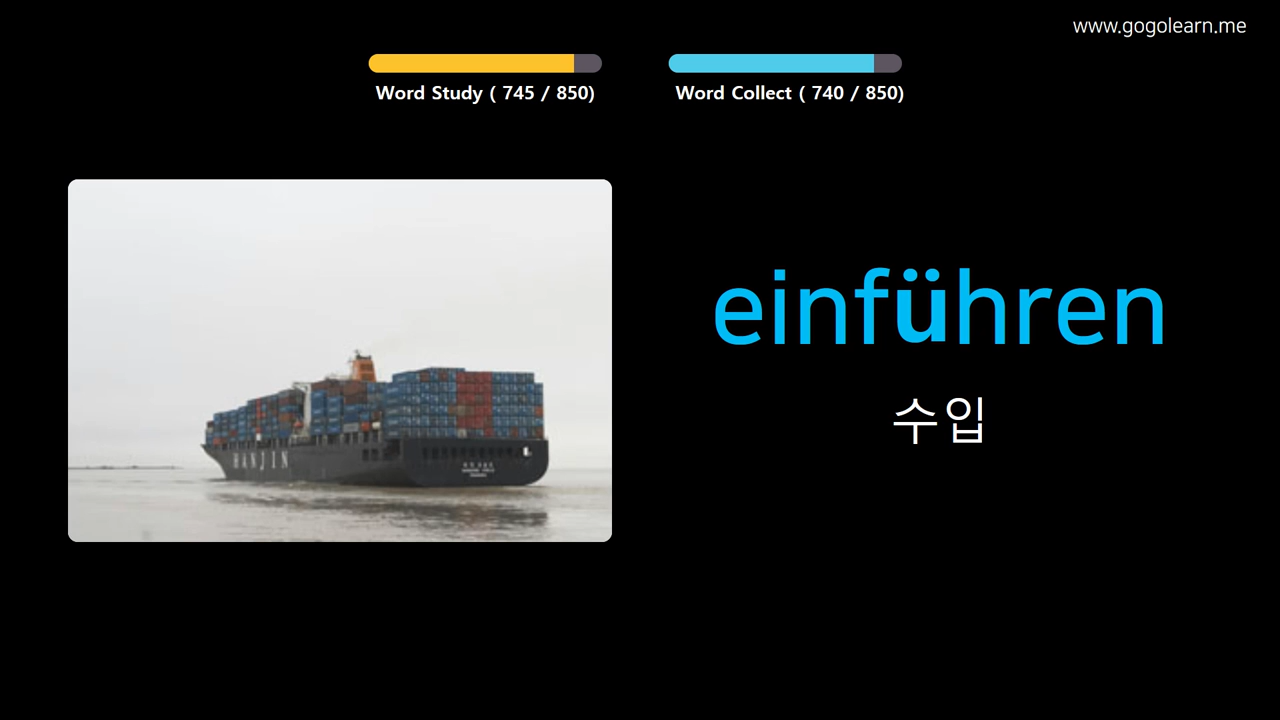 www.gogolearn.me
Word Study ( 745 / 850)
Word Collect ( 740 / 850)
einführen
수입
HANJIN